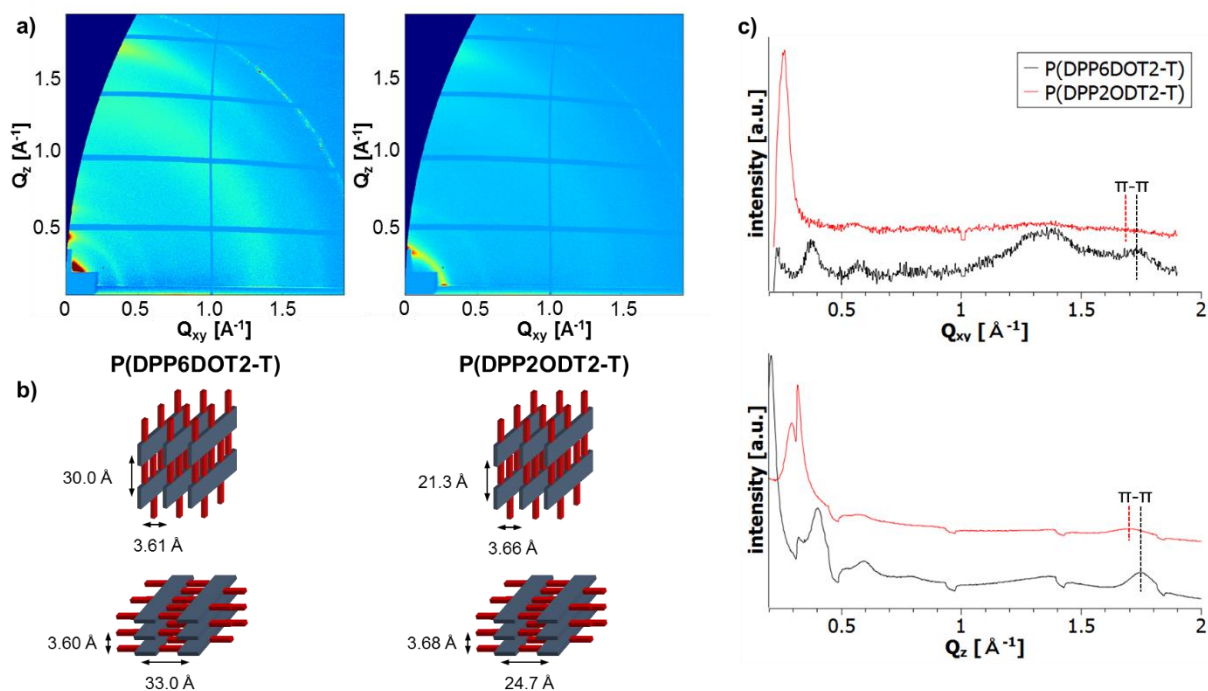 a)
Qz [A-1]
1.5
1.0
0.5
0 0.5 1.0 1.5
Qxy [A-1]
P(DPP6DOT2-T)
Qz [A-1]
1.5
1.0
0.5
0 0.5 1.0 1.5
Qxy [A-1]
P(DPP2ODT2-T)
b)
30.0 Å
3.61 Å
3.60 Å
33.0 Å
21.3 Å
3.66 Å
3.68 Å
24.7 Å
c)
P(DPP6DOT2-T)
P(DPP2ODT2-T)
intensity [a.u.]
π-π
0.5 1 1.5 2
Qxy [Å-1]
intensity [a.u.]
π-π
0.5 1 1.5 2
Qz [Å-1]